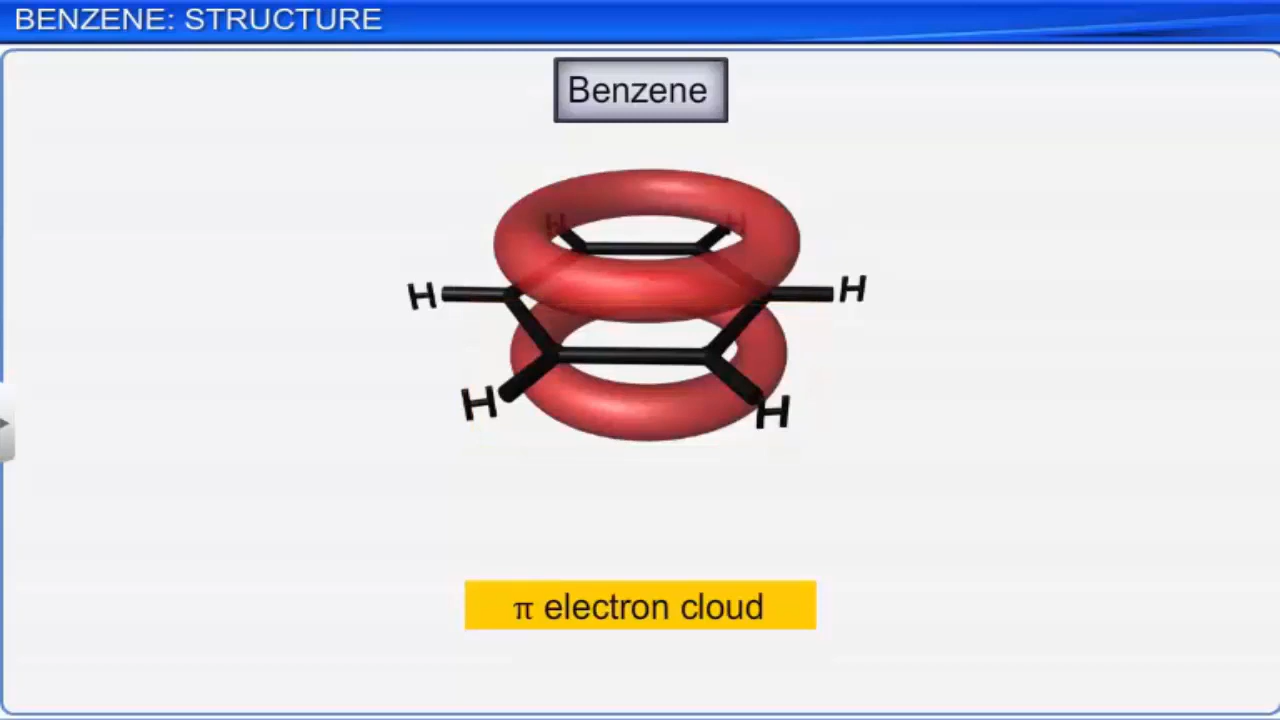 BENZENE: STRUCTURE
Benzene
H H
H H
H H
π electron cloud